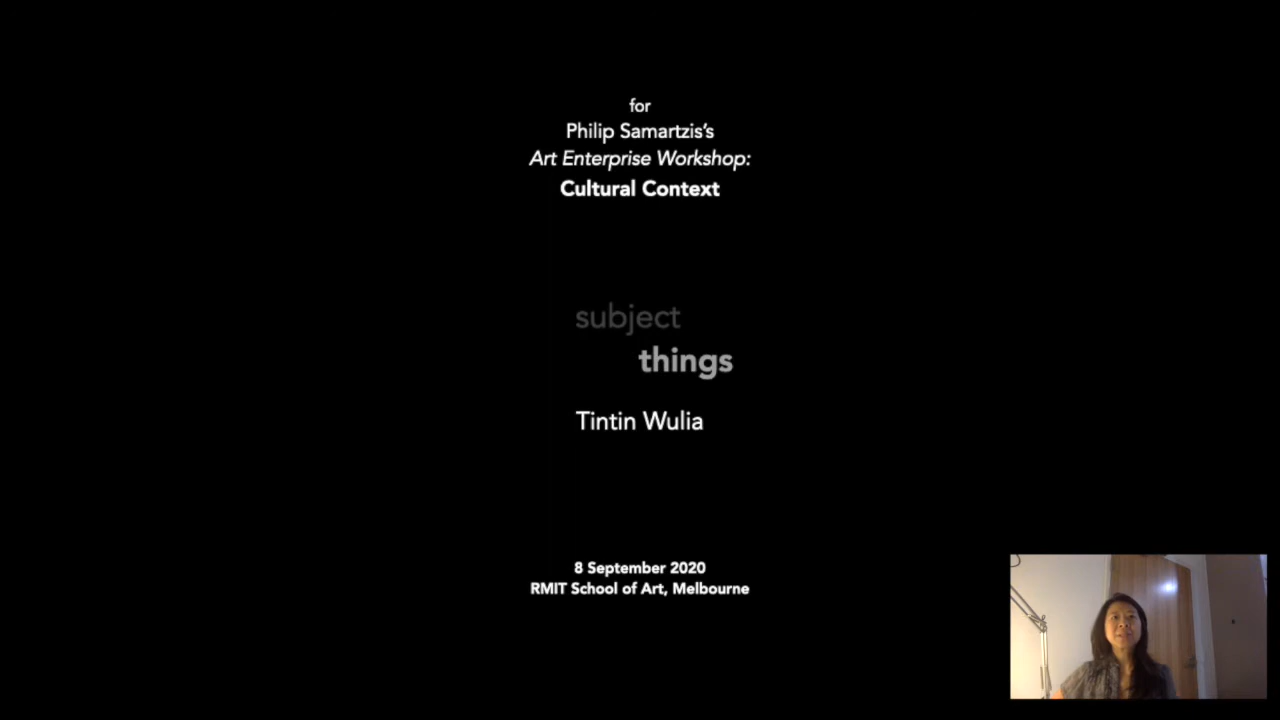 for
Philip Samartzis’s
Art Enterprise Workshop:
Cultural Context
subject
things
Tintin Wulia
8 September 2020
RMIT School of Art, Melbourne